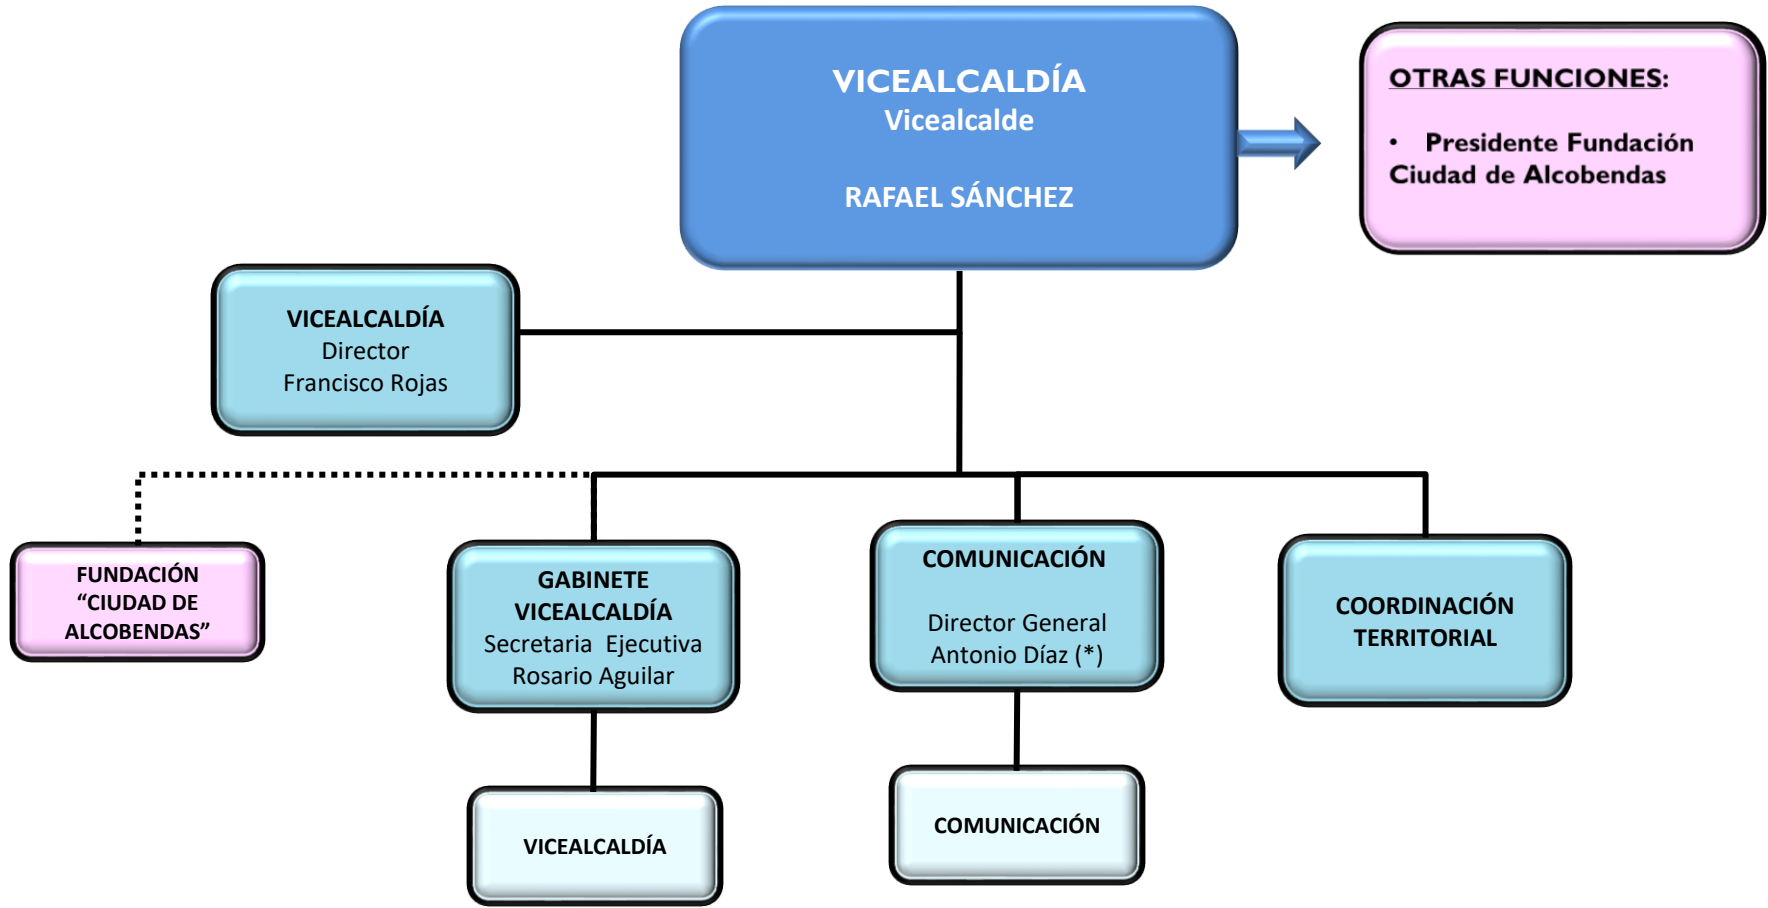 VICEALCALDÍA
Vicealcalde
RAFAEL SÁNCHEZ
OTRAS FUNCIONES:
• Presidente Fundación
Ciudad de Alcobendas
VICEALCALDÍA
Director
Francisco Rojas
FUNDACIÓN
“CIUDAD DE
ALCOBENDAS”
GABINETE
VICEALCALDÍA
Secretaria Ejecutiva
Rosario Aguilar
COMUNICACIÓN
Director General
Antonio Díaz (*)
COORDINACIÓN
TERRITORIAL
VICEALCALDÍA
COMUNICACIÓN